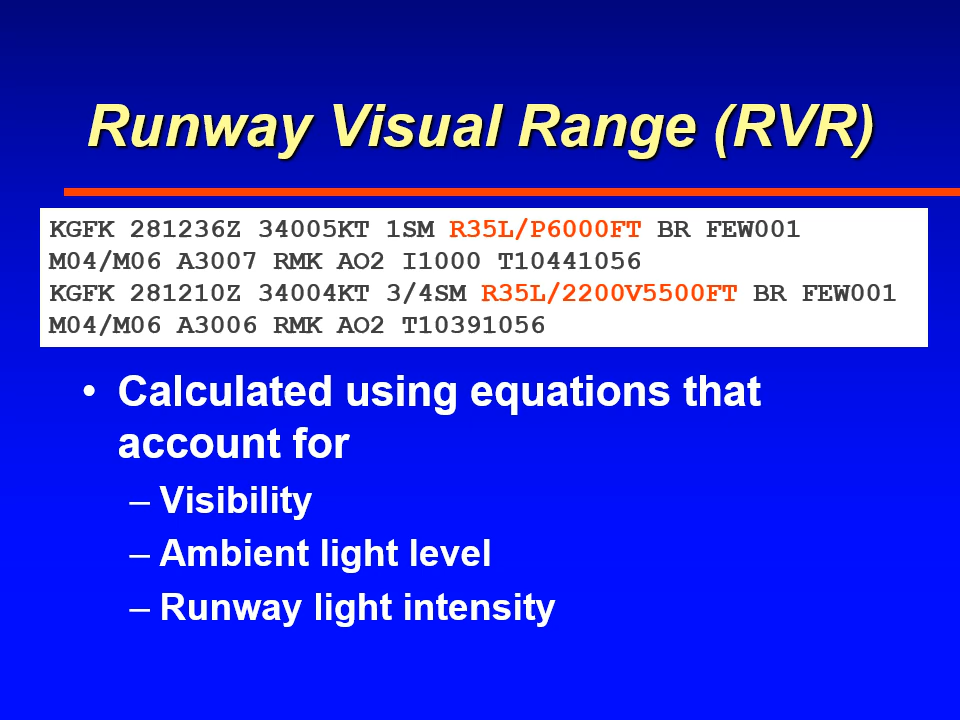 Runway Visual Range (RVR)
KGFK 281236Z 34005KT 1SM R35L/P6000FT BR FEW001
M04/M06 A3007 RMK AO2 I1000 T10441056
KGFK 281210Z 34004KT 3/4SM R35L/2200V5500FT BR FEW001
M04/M06 A3006 RMK AO2 T10391056
• Calculated using equations that
account for
– Visibility
– Ambient light level
– Runway light intensity